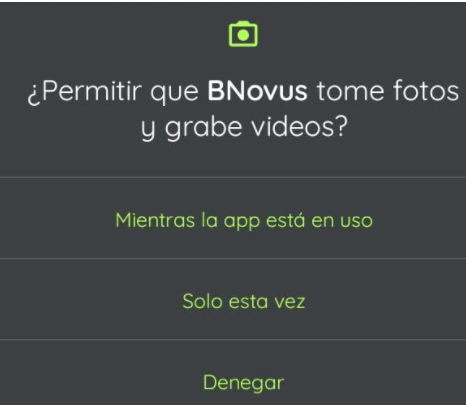 ¿Permitir que BNovus tome fotos
y grabe videos?
Mientras la app está en uso
Solo esta vez
Denegar